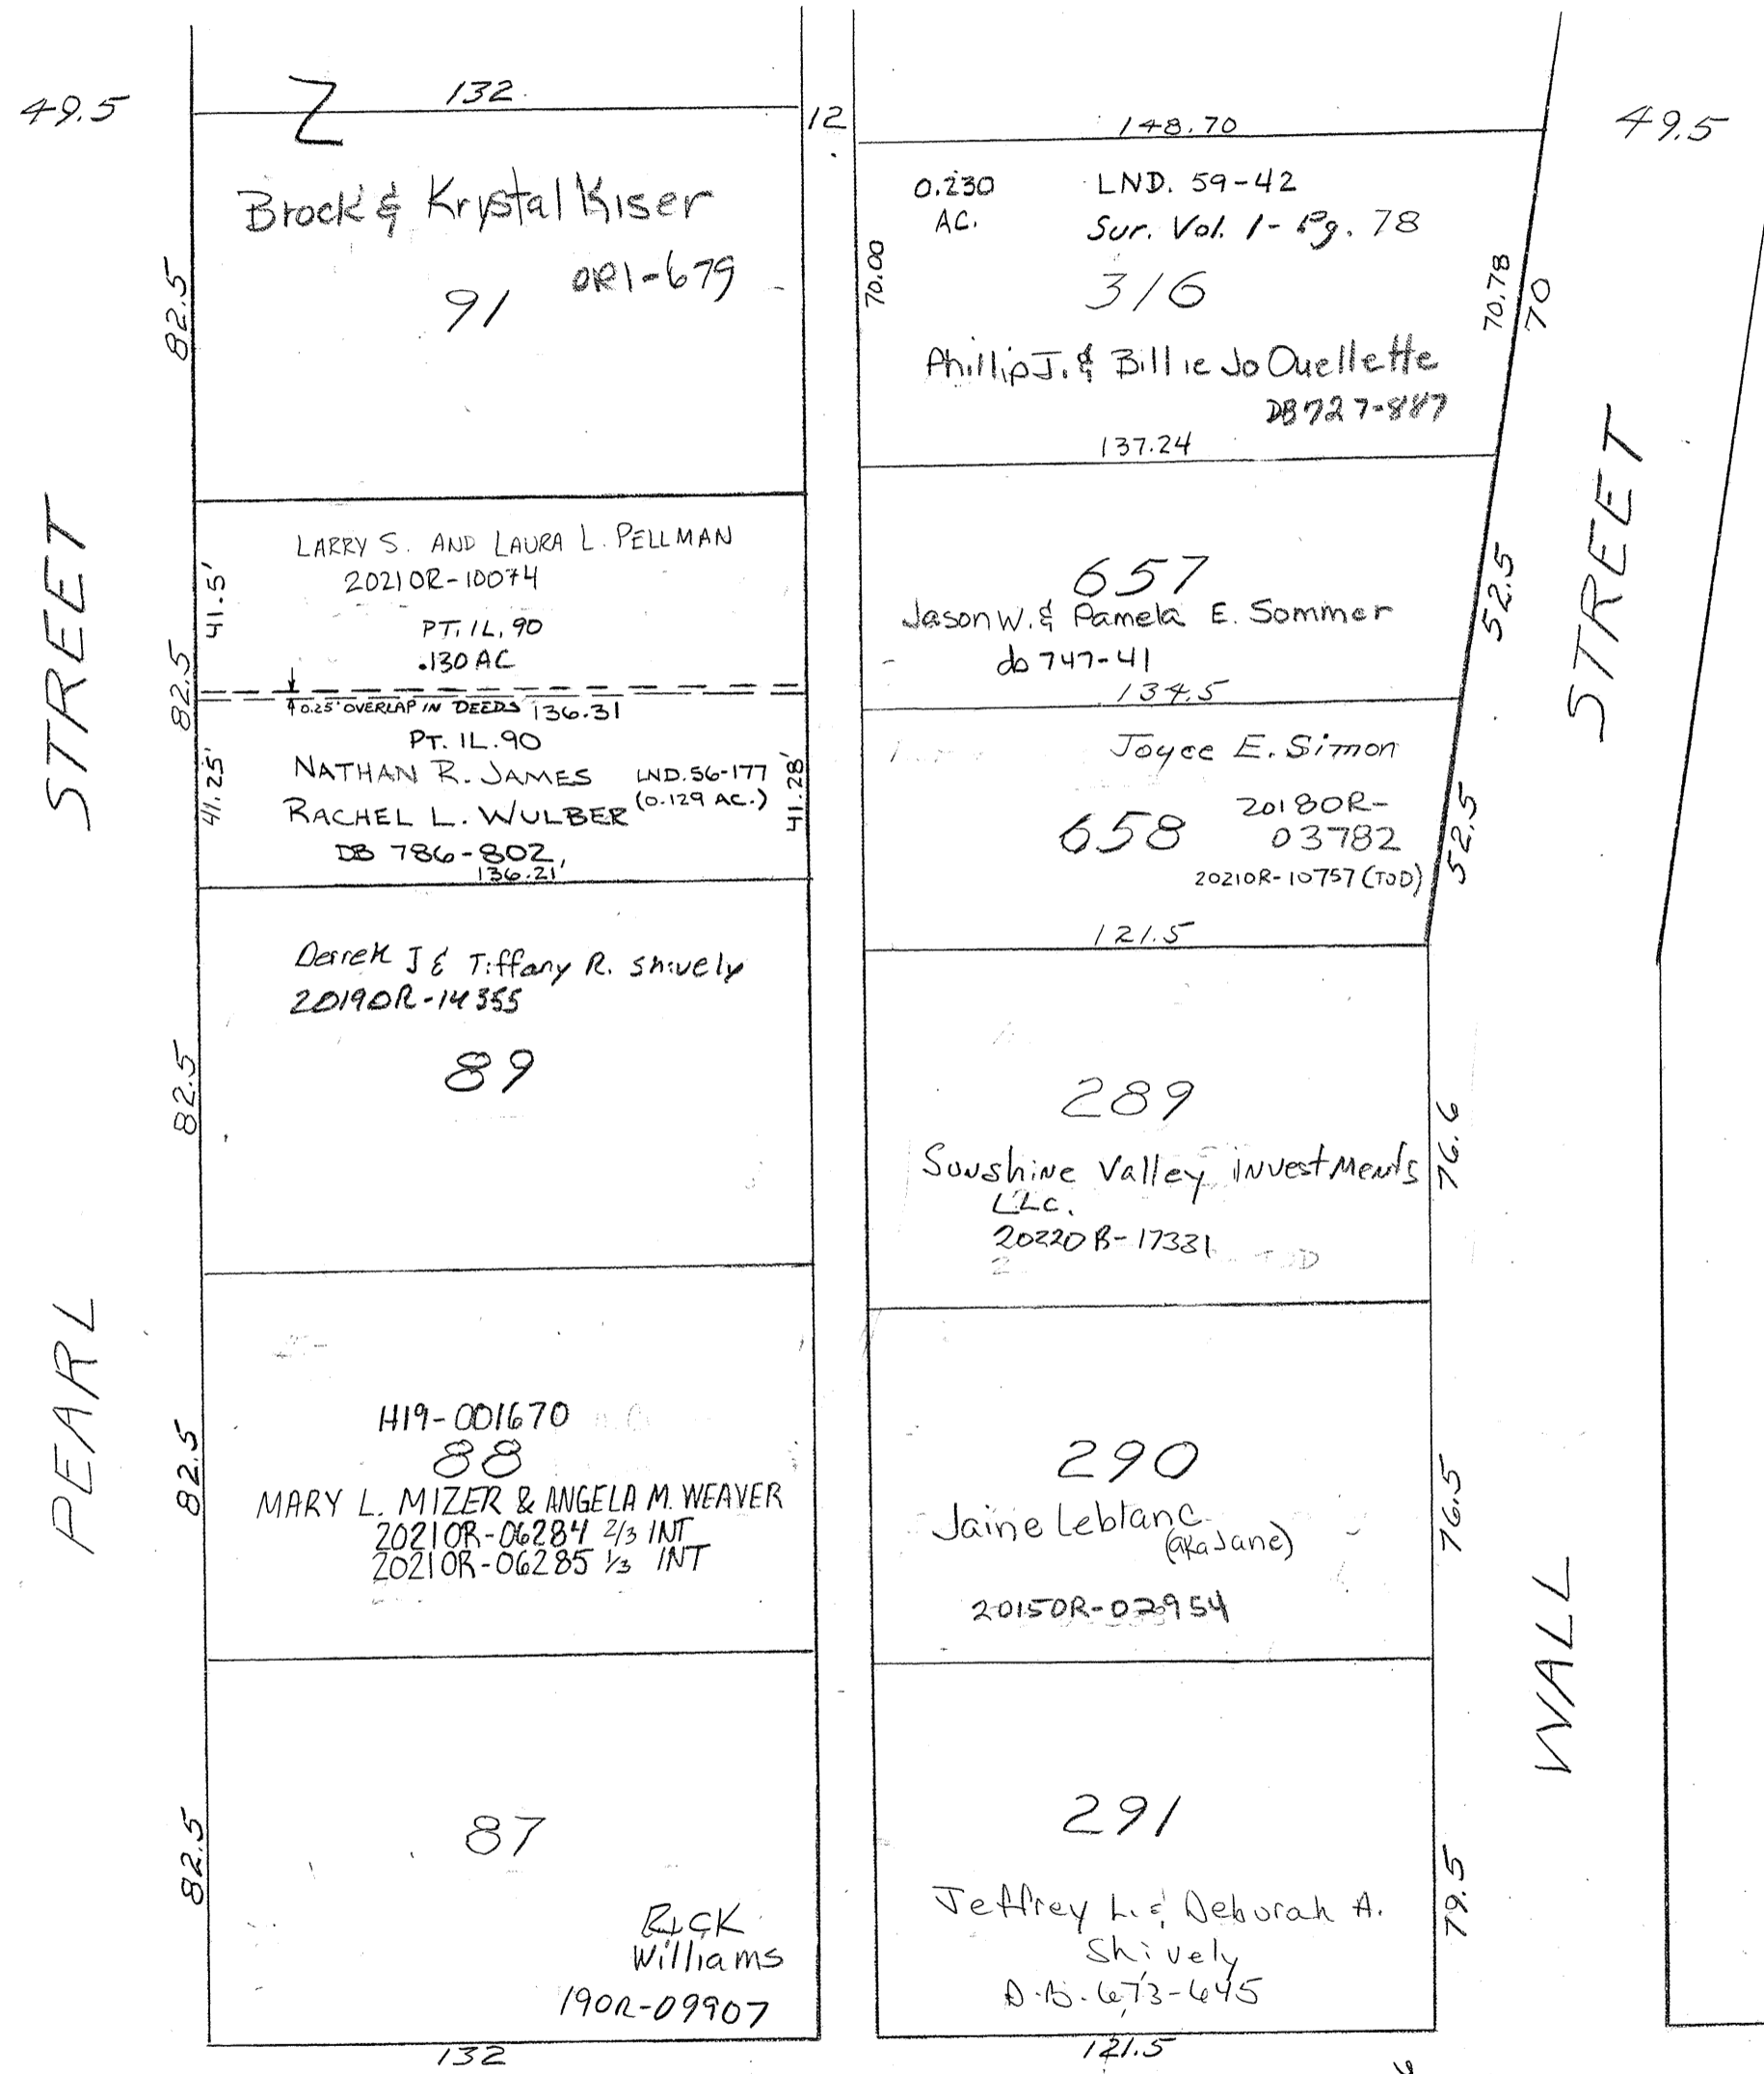 49.5
132
12
148.70
49.5
Brock & Krystal Kiser
OR1-679
91
82.5
0.230
AC.
LND. 59-42
Sur. Vol. 1-Pg. 78
316
70.00
70.78
70
Phillip J. & Billie Jo Ouellette
DB 727-887
137.24
STREET
LARRY S. AND LAURA L. PELLMAN
2021OR-10074
PT. IL. 90
.130 AC
41.5'
82.5
0.25' OVERLAP IN DEEDS 136.31
PT. IL. 90
NATHAN R. JAMES
LND. 56-177
(0.129 AC.)
RACHEL L. WULBER
DB 786-802,
136.21'
41.25'
41.28'
657
Jason W. & Pamela E. Sommer
db 747-41
134.5
52.5
STREET
Joyce E. Simon
658
2018OR-
03782
2021OR-10757 (TOD)
52.5
121.5
Derrek J & Tiffany R. Shively
2019OR-14355
89
82.5
289
Sunshine Valley Investments
LLC.
2022OR-17331
TOD
76.6
PEARL
H19-001670
88
MARY L. MIZER & ANGELA M. WEAVER
2021OR-06284 2/3 INT
2021OR-06285 1/3 INT
82.5
290
Jaine Leblanc
(aka Jane)
2015OR-02954
76.5
WALL
87
Rick
Williams
19OR-09907
82.5
132
291
Jeffrey L. & Deborah A.
Shively
D.B. 673-645
79.5
121.5